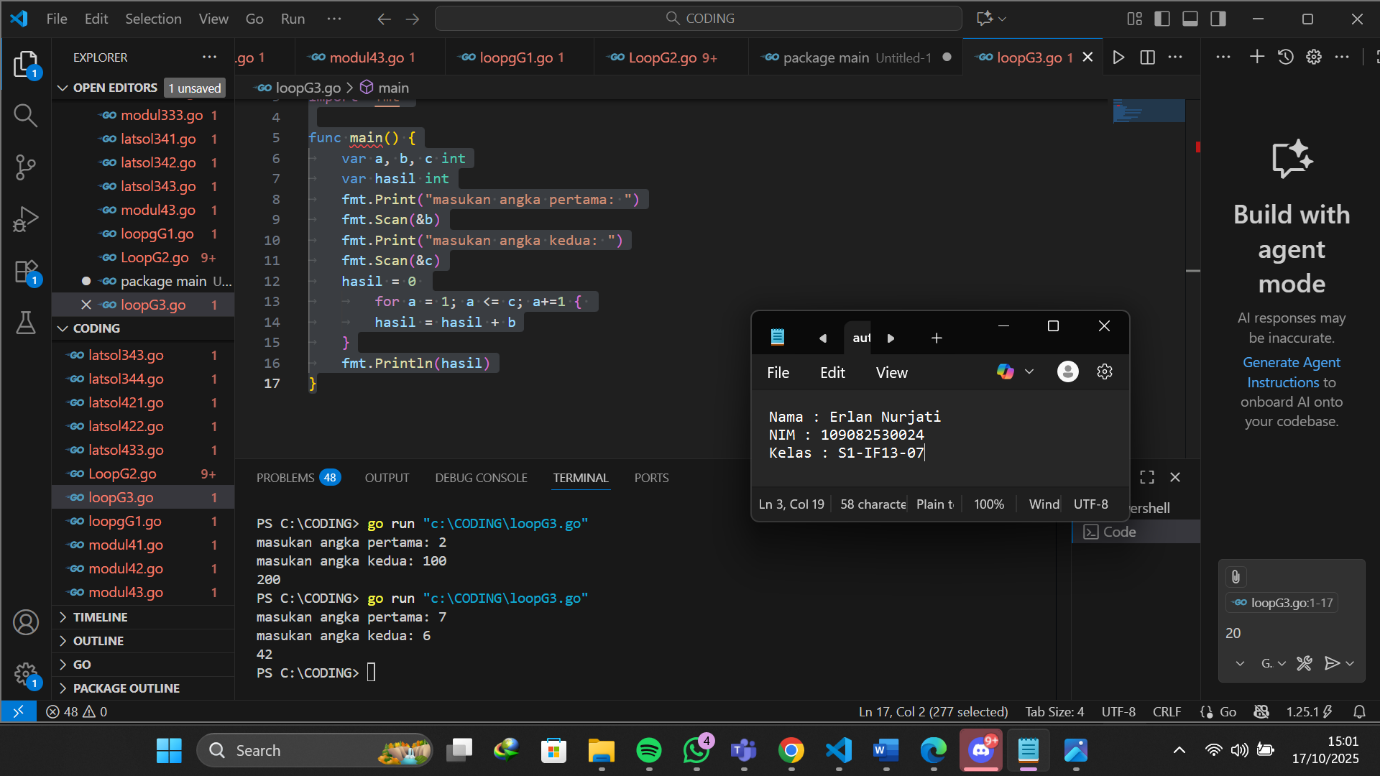 File Edit Selection View Go Run ···
CODING
EXPLORER ···
.go 1
modul43.go 1
loopgG1.go 1
LoopG2.go 9+
package main Untitled-1
loopG3.go 1
OPEN EDITORS 1 unsaved
modul333.go 1
latsol341.go 1
latsol342.go 1
latsol343.go 1
modul43.go 1
loopgG1.go 1
LoopG2.go 9+
package main U...
loopG3.go 1
CODING
latsol343.go 1
latsol344.go 1
latsol421.go 1
latsol422.go 1
latsol433.go 1
LoopG2.go 9+
loopG3.go 1
loopgG1.go 1
modul41.go 1
modul42.go 1
modul43.go 1
TIMELINE
OUTLINE
GO
PACKAGE OUTLINE
loopG3.go > main
4
5 func main() {
6 var a, b, c int
7 var hasil int
8 fmt.Print("masukan angka pertama: ")
9 fmt.Scan(&b)
10 fmt.Print("masukan angka kedua: ")
11 fmt.Scan(&c)
12 hasil = 0
13 for a = 1; a <= c; a+=1 {
14 hasil = hasil + b
15 }
16 fmt.Println(hasil)
17 }
File Edit View
Nama : Erlan Nurjati
NIM : 109082530024
Kelas : S1-IF13-07
Ln 3, Col 19 58 characte Plain t 100% Wind UTF-8
PROBLEMS 48 OUTPUT DEBUG CONSOLE TERMINAL PORTS
PS C:\CODING> go run "c:\CODING\loopG3.go"
masukan angka pertama: 2
masukan angka kedua: 100
200
PS C:\CODING> go run "c:\CODING\loopG3.go"
masukan angka pertama: 7
masukan angka kedua: 6
42
PS C:\CODING>
Code
Build with
agent
mode
AI responses may
be inaccurate.
Generate Agent
Instructions to
onboard AI onto
your codebase.
loopG3.go:1-17
20
G.
48 0
Ln 17, Col 2 (277 selected) Tab Size: 4 UTF-8 CRLF Go 1.25.1
Search
4
9+
15:01
17/10/2025